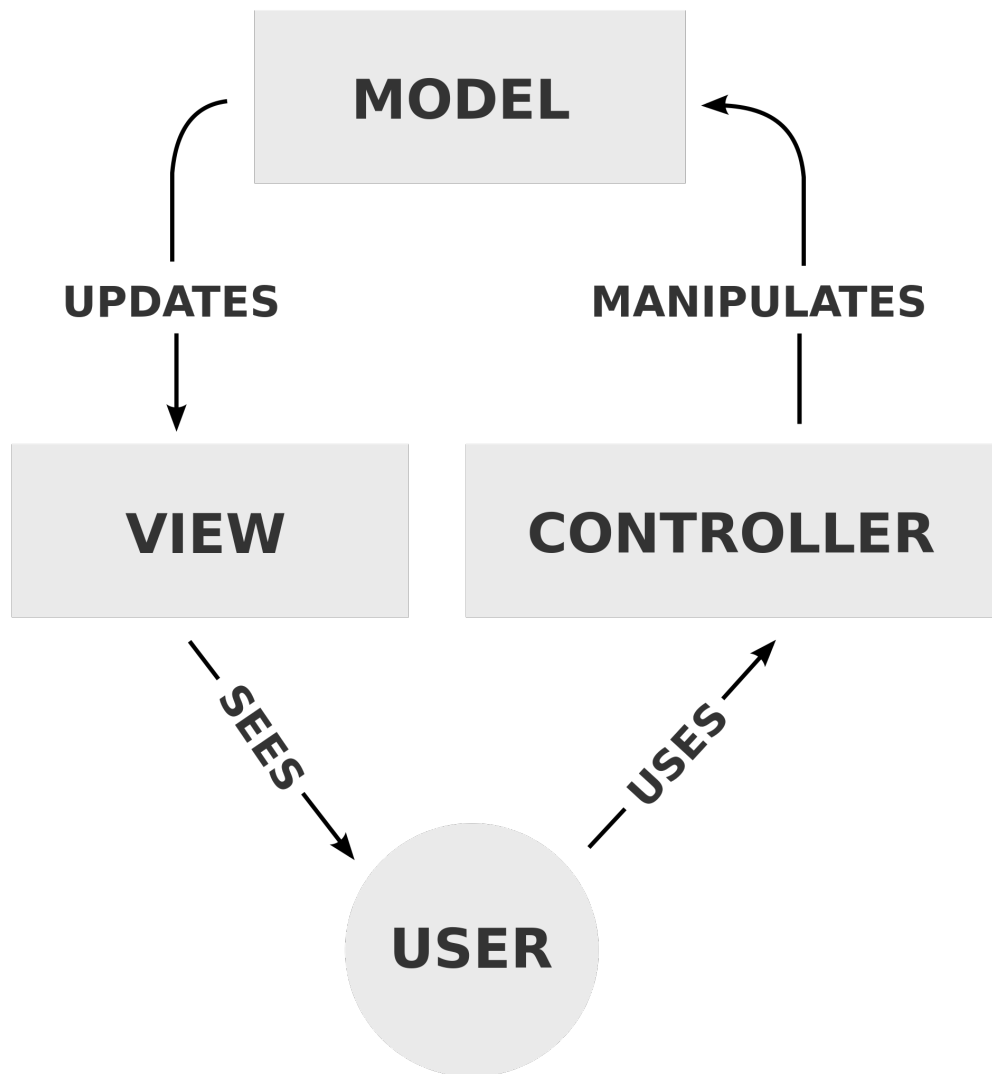 MODEL
UPDATES
MANIPULATES
VIEW
CONTROLLER
SEES
USES
USER